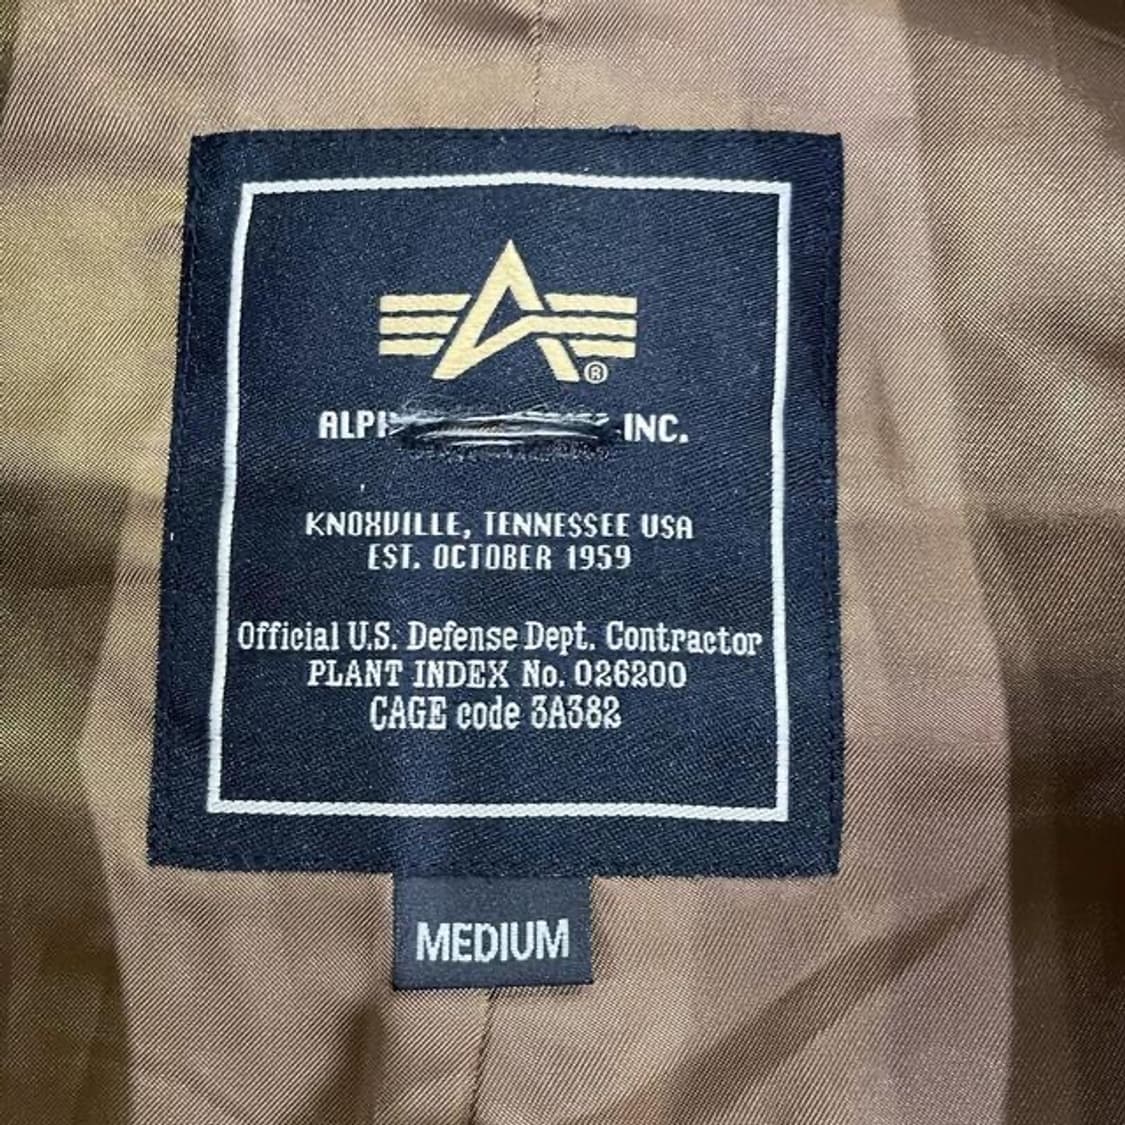 ®
INC.
KNOXVILLE, TENNESSEE USA
EST. OCTOBER 1959
Official U.S. Defense Dept. Contractor
PLANT INDEX No. 026200
CAGE code 3A382
MEDIUM